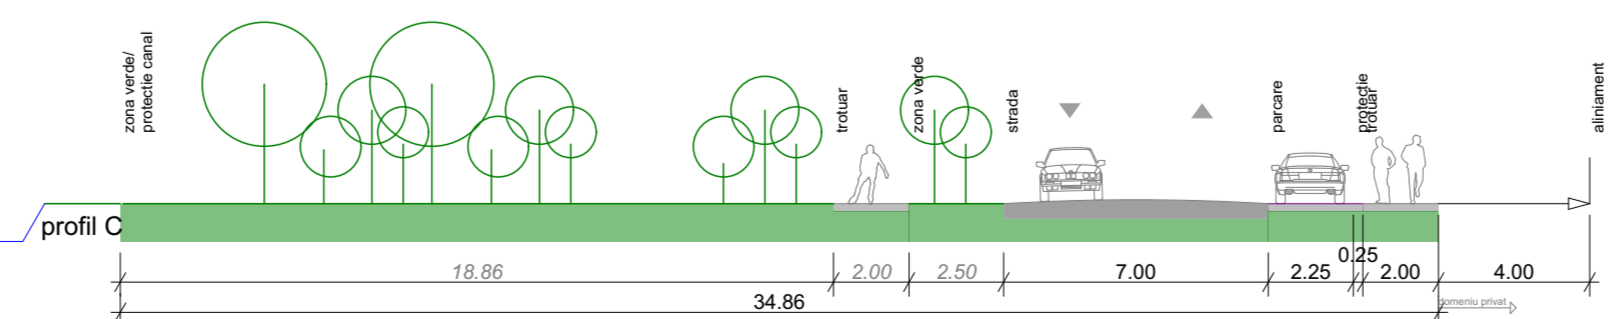 zona verde/
protectie canal
trotuar
zona verde
strada
parcare
protectie
trotuar
aliniament
profil C
0.25
18.86
2.00
2.50
7.00
2.25
2.00
4.00
34.86
domeniu privat